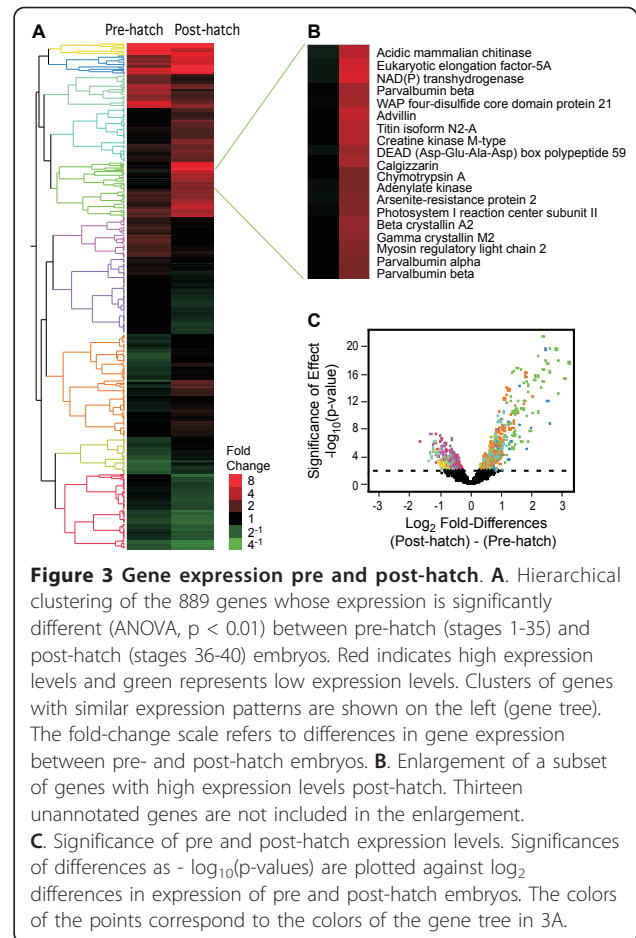 A
Pre-hatch Post-hatch
B
Acidic mammalian chitinase
Eukaryotic elongation factor-5A
NAD(P) transhydrogenase
Parvalbumin beta
WAP four-disulfide core domain protein 21
Advillin
Titin isoform N2-A
Creatine kinase M-type
DEAD (Asp-Glu-Ala-Asp) box polypeptide 59
Calgizzarin
Chymotrypsin A
Adenylate kinase
Arsenite-resistance protein 2
Photosystem I reaction center subunit II
Beta crystallin A2
Gamma crystallin M2
Myosin regulatory light chain 2
Parvalbumin alpha
Parvalbumin beta
Fold
Change
8
4
2
1
2⁻¹
4⁻¹
C
Significance of Effect
-log₁₀(p-value)
20
16
12
8
4
0
-3 -2 -1 0 1 2 3
Log₂ Fold-Differences
(Post-hatch) - (Pre-hatch)
Figure 3 Gene expression pre and post-hatch. A. Hierarchical
clustering of the 889 genes whose expression is significantly
different (ANOVA, p < 0.01) between pre-hatch (stages 1-35) and
post-hatch (stages 36-40) embryos. Red indicates high expression
levels and green represents low expression levels. Clusters of genes
with similar expression patterns are shown on the left (gene tree).
The fold-change scale refers to differences in gene expression
between pre- and post-hatch embryos. B. Enlargement of a subset
of genes with high expression levels post-hatch. Thirteen
unannotated genes are not included in the enlargement.
C. Significance of pre and post-hatch expression levels. Significances
of differences as - log₁₀(p-values) are plotted against log₂
differences in expression of pre and post-hatch embryos. The colors
of the points correspond to the colors of the gene tree in 3A.